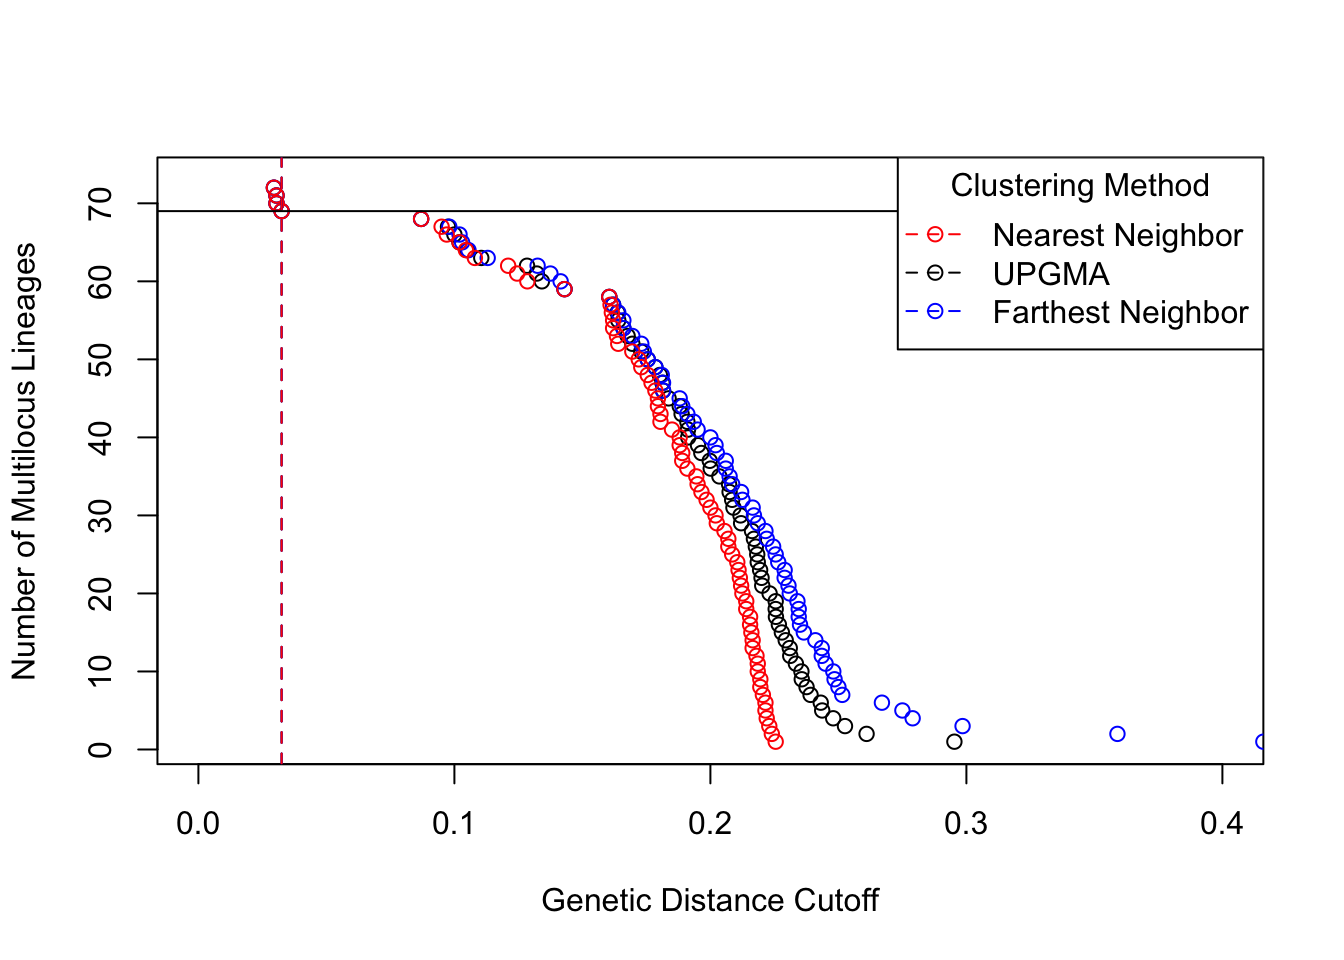 Clustering Method
Nearest Neighbor
UPGMA
Farthest Neighbor
Number of Multilocus Lineages
70
60
50
40
30
20
10
0
0.0 0.1 0.2 0.3 0.4
Genetic Distance Cutoff